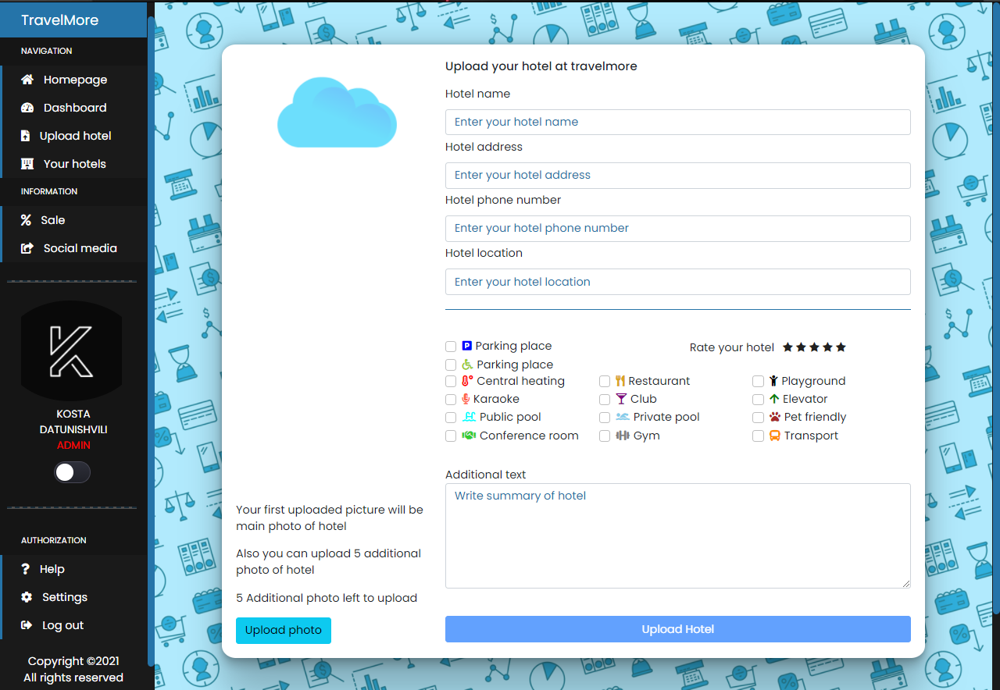 TravelMore
NAVIGATION
Homepage
Dashboard
Upload hotel
Your hotels
INFORMATION
Sale
Social media
KOSTA
DATUNISHVILI
ADMIN
AUTHORIZATION
Help
Settings
Log out
Copyright ©2021
All rights reserved
Your first uploaded picture will be
main photo of hotel
Also you can upload 5 additional
photo of hotel
5 Additional photo left to upload
Upload photo
Upload your hotel at travelmore
Hotel name
Enter your hotel name
Hotel address
Enter your hotel address
Hotel phone number
Enter your hotel phone number
Hotel location
Enter your hotel location
Parking place
Rate your hotel
Parking place
Central heating
Restaurant
Playground
Karaoke
Club
Elevator
Public pool
Private pool
Pet friendly
Conference room
Gym
Transport
Additional text
Write summary of hotel
Upload Hotel